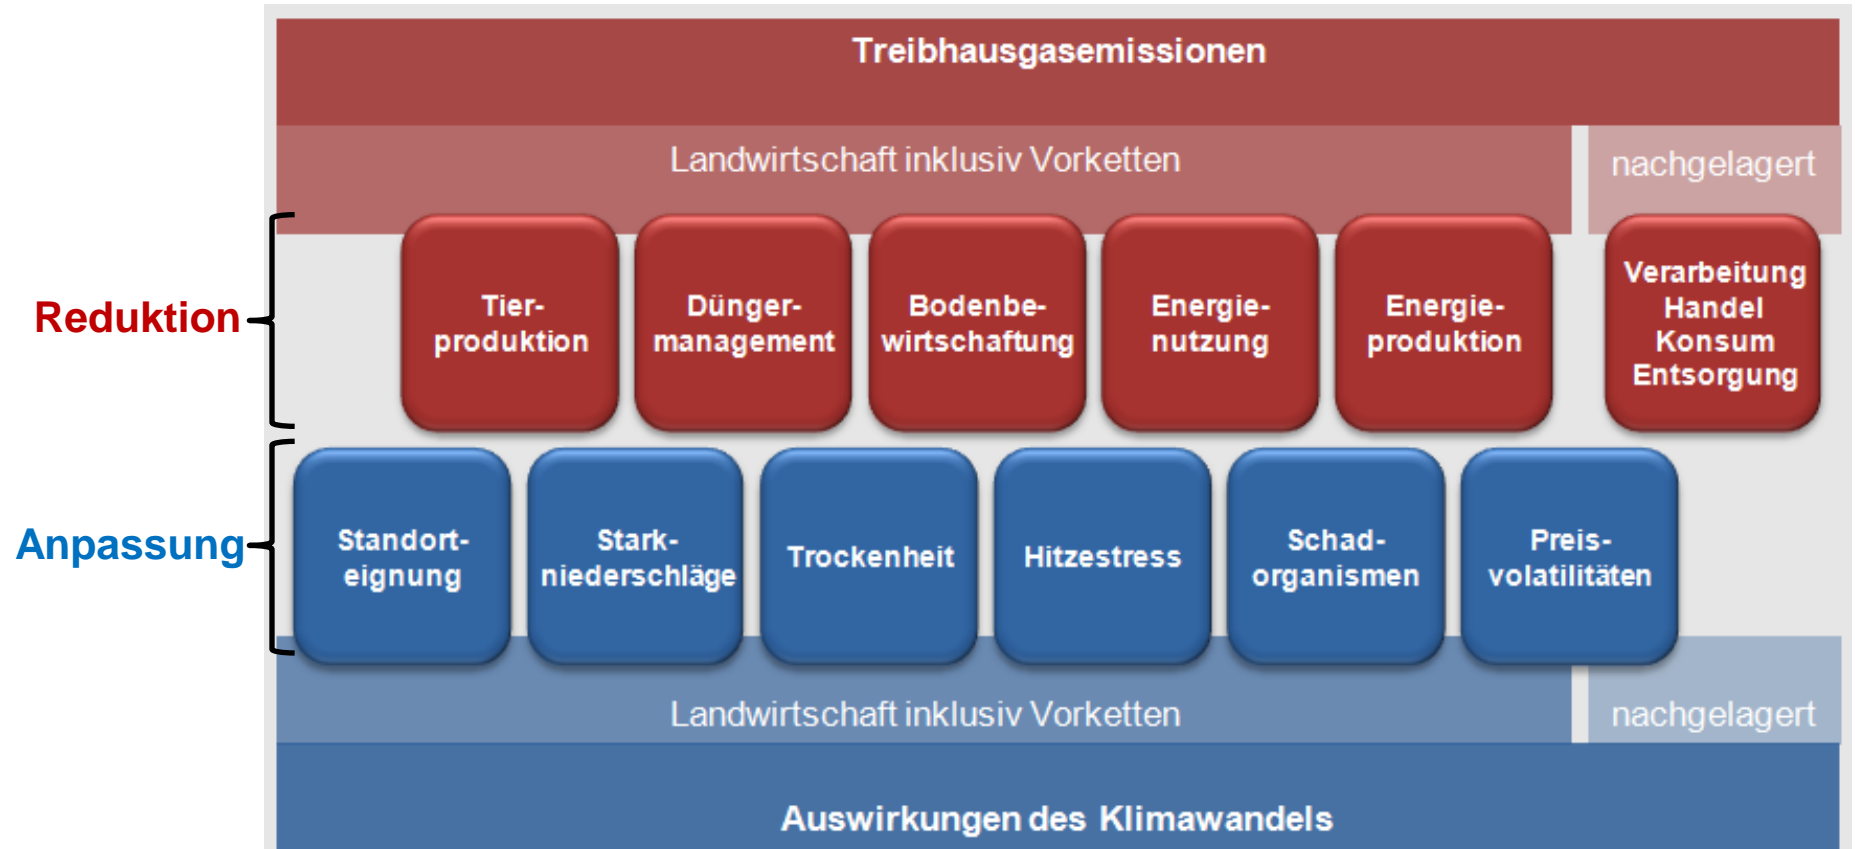 Treibhausgasemissionen
Landwirtschaft inklusiv Vorketten
nachgelagert
Reduktion
Tier-
produktion
Dünger-
management
Bodenbe-
wirtschaftung
Energie-
nutzung
Energie-
produktion
Verarbeitung
Handel
Konsum
Entsorgung
Anpassung
Standort-
eignung
Stark-
niederschläge
Trockenheit
Hitzestress
Schad-
organismen
Preis-
volatilitäten
Landwirtschaft inklusiv Vorketten
nachgelagert
Auswirkungen des Klimawandels